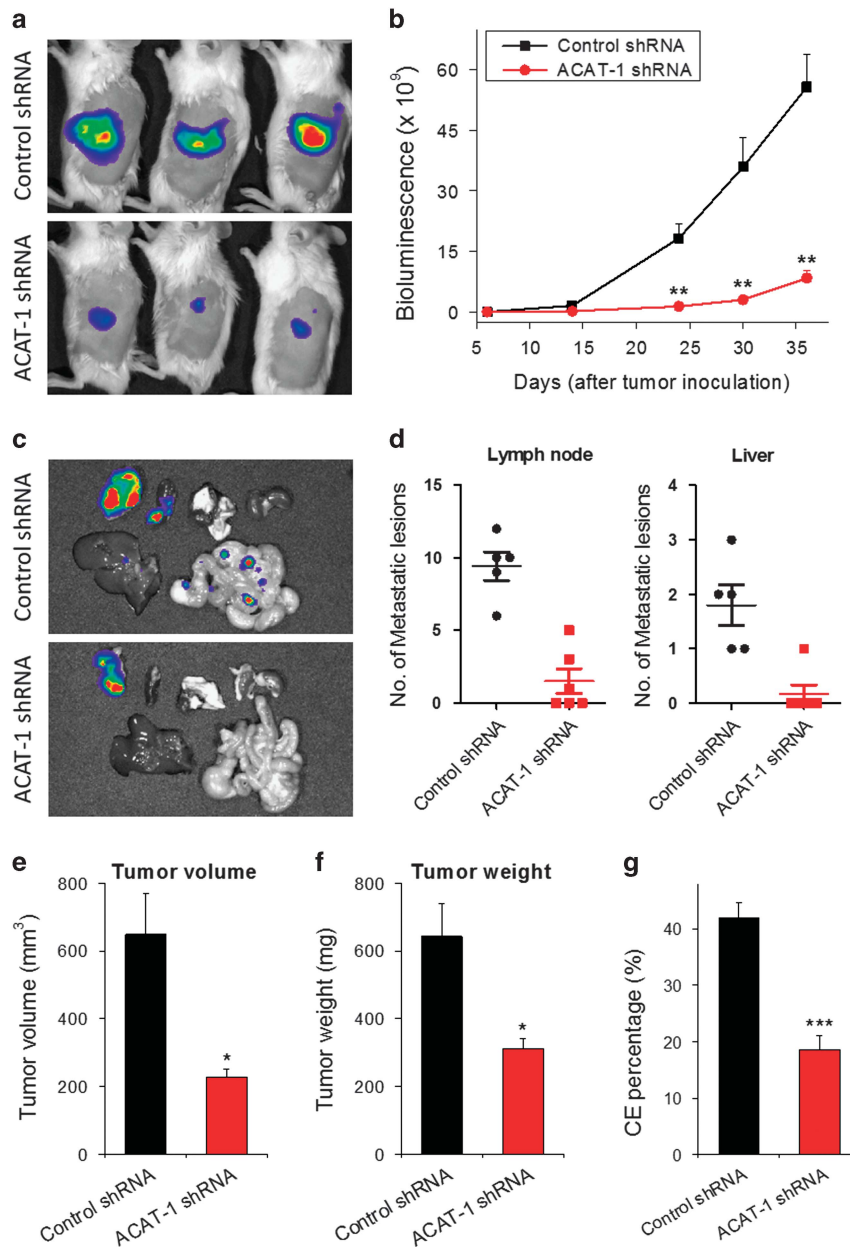 a
Control shRNA
ACAT-1 shRNA
b
Control shRNA
ACAT-1 shRNA
Bioluminescence (x 10⁹)
60
45
30
15
0
** ** **
5 10 15 20 25 30 35
Days (after tumor inoculation)
c
Control shRNA
ACAT-1 shRNA
d
Lymph node
No. of Metastatic lesions
15
10
5
0
Control shRNA
ACAT-1 shRNA
Liver
No. of Metastatic lesions
4
3
2
1
0
Control shRNA
ACAT-1 shRNA
e
Tumor volume
Tumor volume (mm³)
800
600
400
200
0
*
Control shRNA
ACAT-1 shRNA
f
Tumor weight
Tumor weight (mg)
800
600
400
200
0
*
Control shRNA
ACAT-1 shRNA
g
CE percentage (%)
40
30
20
10
0
***
Control shRNA
ACAT-1 shRNA